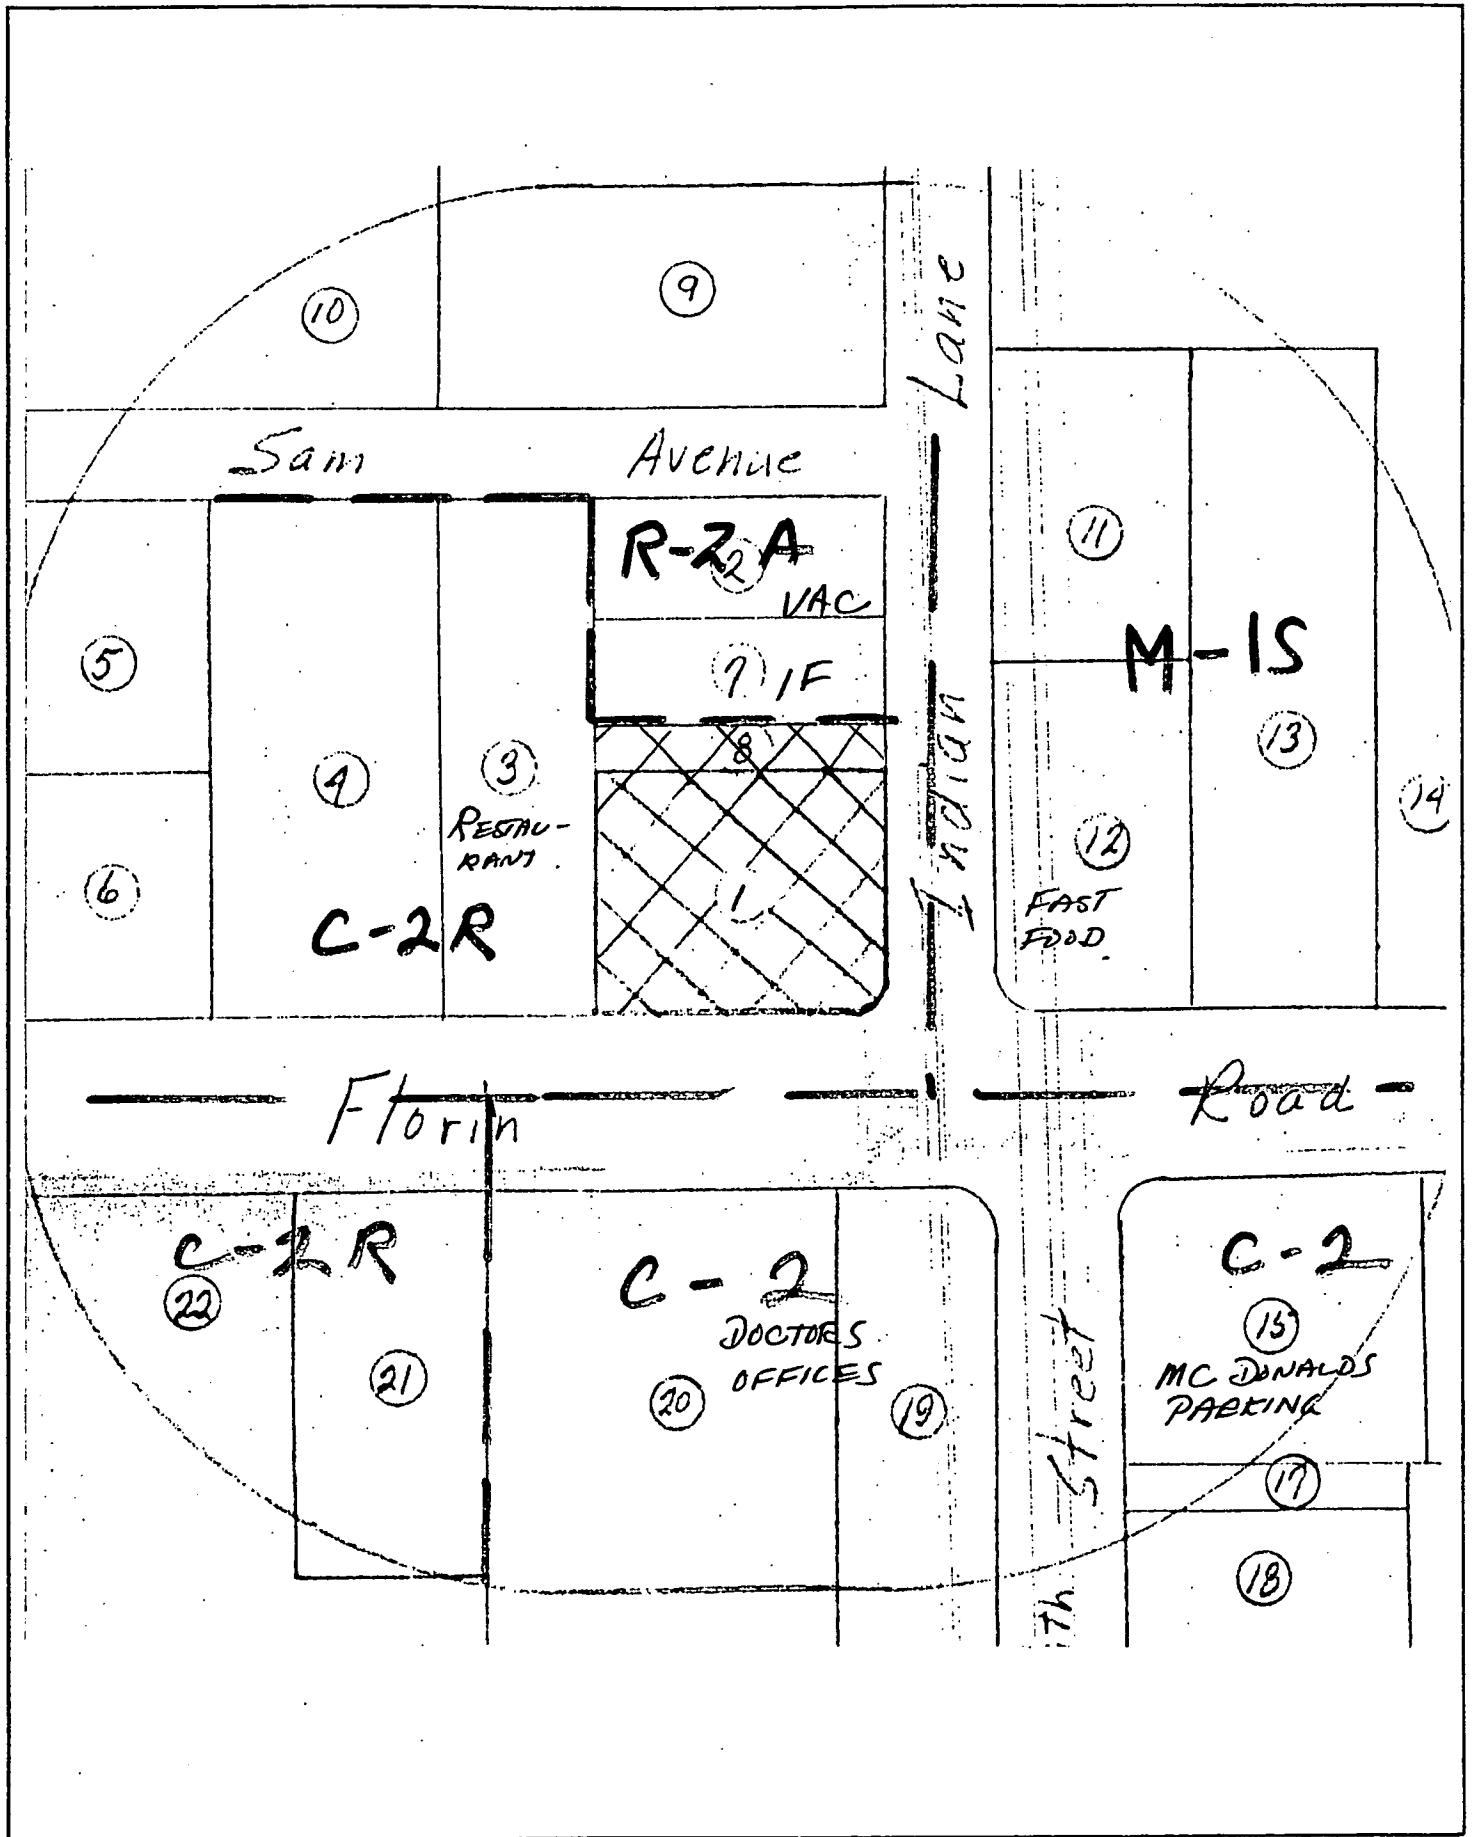 9
10
Lane
Sam Avenue
R-2A
2
VAC
11
5
7 1F
M-1S
Indian
8
13
4
3
14
RESTAU-
RANT.
12
6
1
FAST
FOOD.
C-2R
Florin Road
C-2R
C-2
C-2
22
15
DOCTORS
OFFICES
MC DONALDS
PARKING
21
20
19
Street
17
18
th